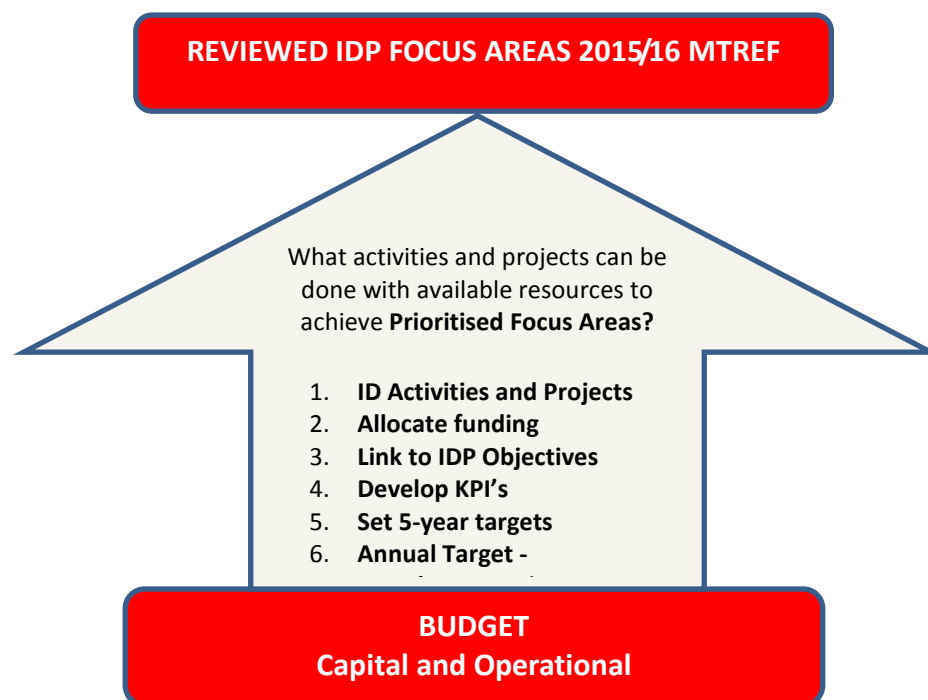 REVIEWED IDP FOCUS AREAS 2015/16 MTREF
What activities and projects can be
done with available resources to
achieve Prioritised Focus Areas?
1. ID Activities and Projects
2. Allocate funding
3. Link to IDP Objectives
4. Develop KPI's
5. Set 5-year targets
6. Annual Target -
BUDGET
Capital and Operational